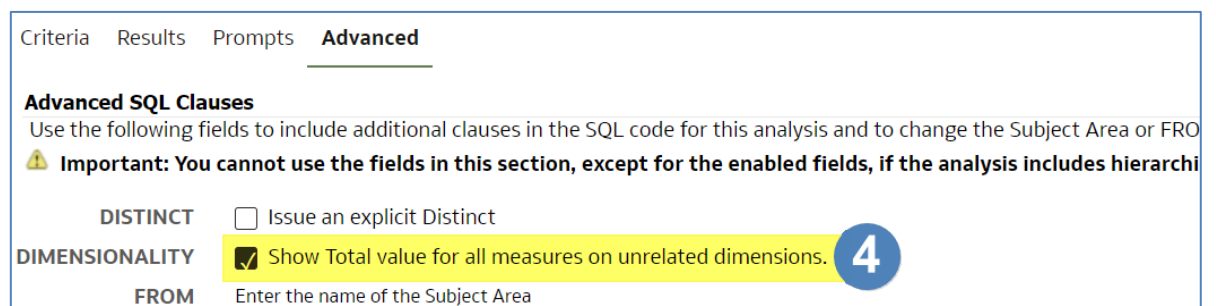 Criteria Results Prompts Advanced
Advanced SQL Clauses
Use the following fields to include additional clauses in the SQL code for this analysis and to change the Subject Area or FRO
Important: You cannot use the fields in this section, except for the enabled fields, if the analysis includes hierarchi
DISTINCT Issue an explicit Distinct
DIMENSIONALITY Show Total value for all measures on unrelated dimensions. 4
FROM Enter the name of the Subject Area